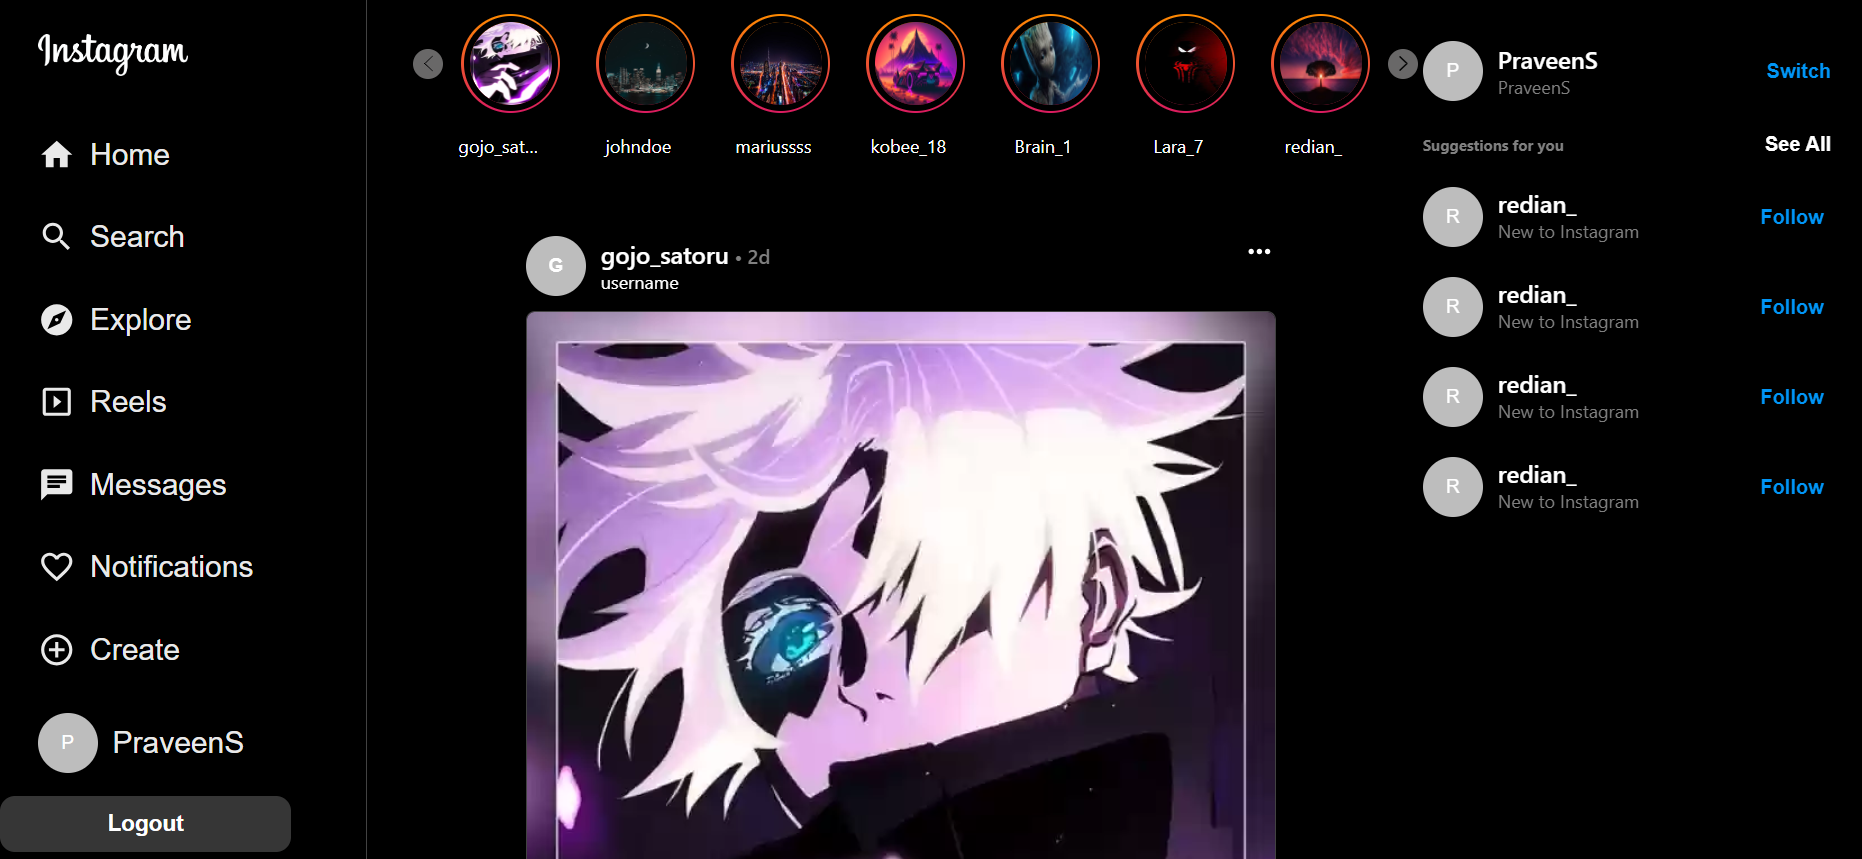 Instagram
Home
Search
Explore
Reels
Messages
Notifications
Create
P
PraveenS
Logout
gojo_sat...
johndoe
mariussss
kobee_18
Brain_1
Lara_7
redian_
G
gojo_satoru • 2d
username
P
PraveenS
PraveenS
Switch
Suggestions for you
See All
R
redian_
New to Instagram
Follow
R
redian_
New to Instagram
Follow
R
redian_
New to Instagram
Follow
R
redian_
New to Instagram
Follow